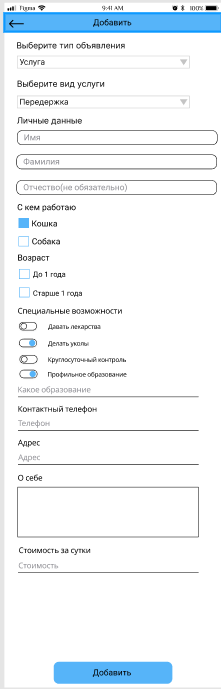 Figma
9:41 AM
100%
Добавить
Выберите тип объявления
Услуга
Выберите вид услуги
Передержка
Личные данные
Имя
Фамилия
Отчество(не обязательно)
С кем работаю
Кошка
Собака
Возраст
До 1 года
Старше 1 года
Специальные возможности
Давать лекарства
Делать уколы
Круглосуточный контроль
Профильное образование
Какое образование
Контактный телефон
Телефон
Адрес
Адрес
О себе
Стоимость за сутки
Стоимость
Добавить